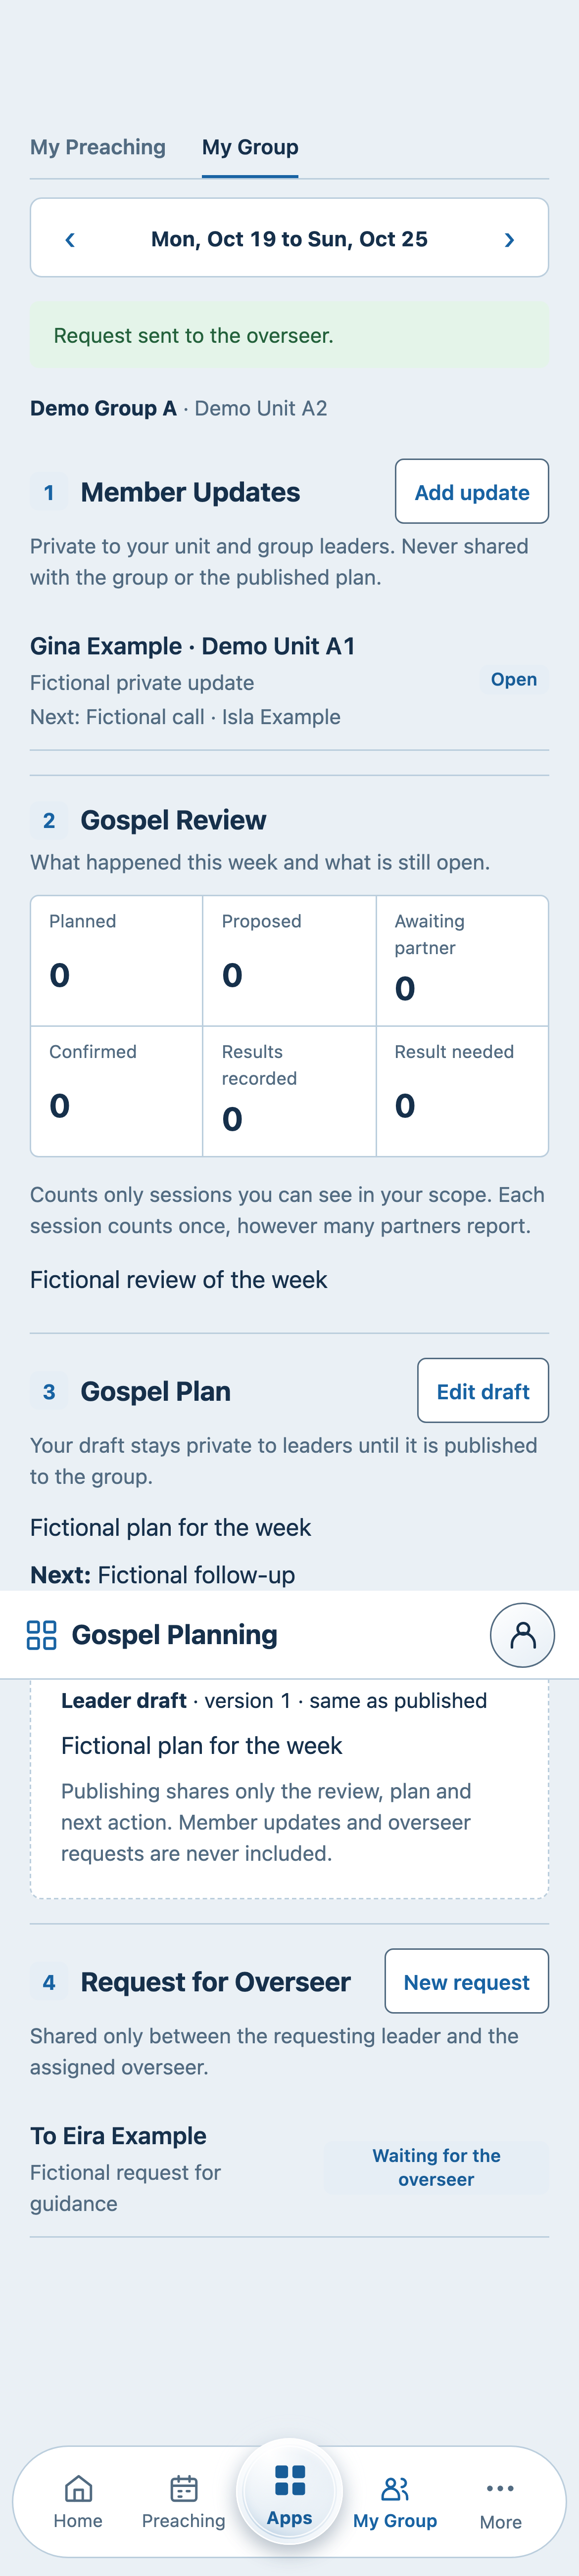 My Preaching My Group
‹ Mon, Oct 19 to Sun, Oct 25 ›
Request sent to the overseer.
Demo Group A · Demo Unit A2
1 Member Updates Add update
Private to your unit and group leaders. Never shared
with the group or the published plan.
Gina Example · Demo Unit A1
Fictional private update
Open
Next: Fictional call · Isla Example
2 Gospel Review
What happened this week and what is still open.
Planned
0
Proposed
0
Awaiting
partner
0
Confirmed
0
Results
recorded
0
Result needed
0
Counts only sessions you can see in your scope. Each
session counts once, however many partners report.
Fictional review of the week
3 Gospel Plan Edit draft
Your draft stays private to leaders until it is published
to the group.
Fictional plan for the week
Next: Fictional follow-up
Gospel Planning
Leader draft · version 1 · same as published
Fictional plan for the week
Publishing shares only the review, plan and
next action. Member updates and overseer
requests are never included.
4 Request for Overseer New request
Shared only between the requesting leader and the
assigned overseer.
To Eira Example
Fictional request for
guidance
Waiting for the
overseer
Home Preaching Apps My Group More